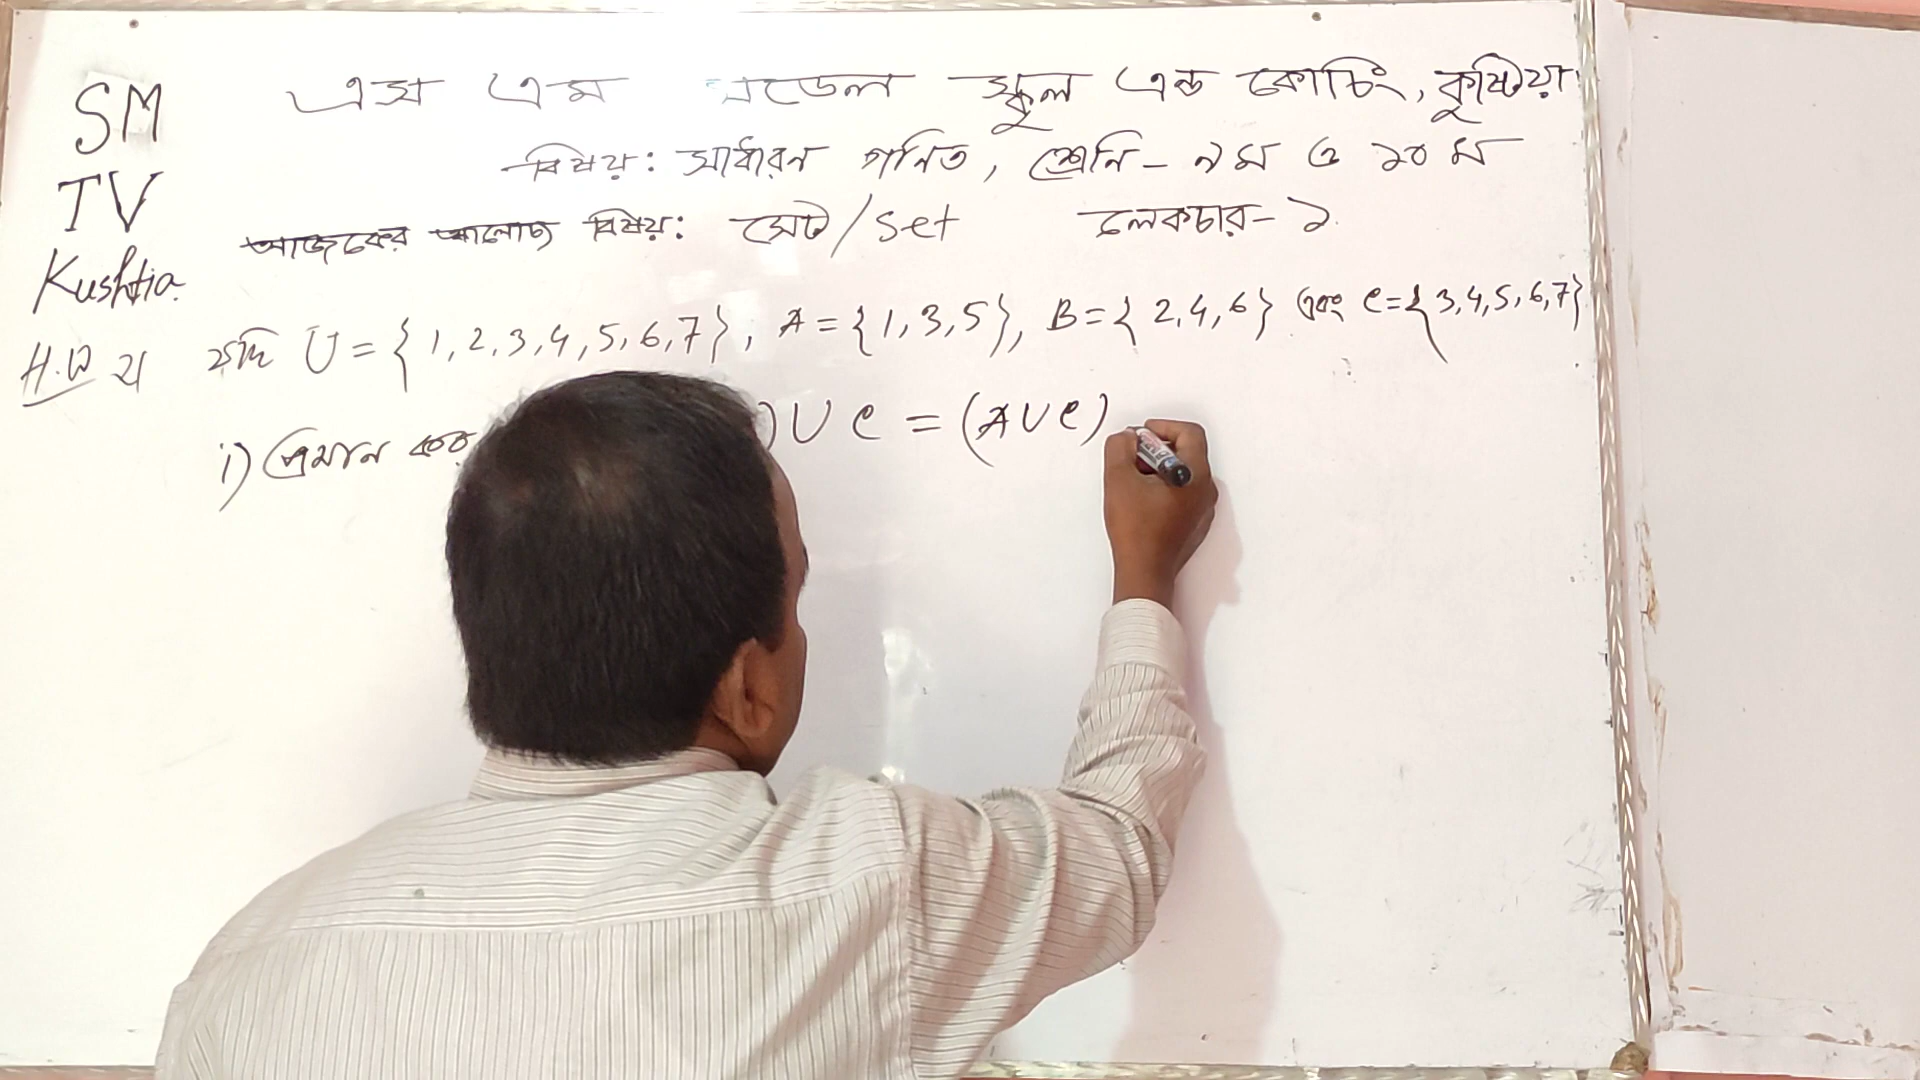 SM
TV
Kushtia.
এস এম মডেল স্কুল এন্ড কোচিং, কুষ্টিয়া
বিষয়: সাধারন গনিত, শ্রেনি - ৯ম ও ১০ম
আজকের আলোচ্য বিষয়: সেট/Set লেকচার - ১
H.W ২। যদি U = { 1, 2, 3, 4, 5, 6, 7 }, A = { 1, 3, 5 }, B = { 2, 4, 6 } এবং C = { 3, 4, 5, 6, 7 }
i) প্রমান কর ) ∪ C = (A ∪ C)